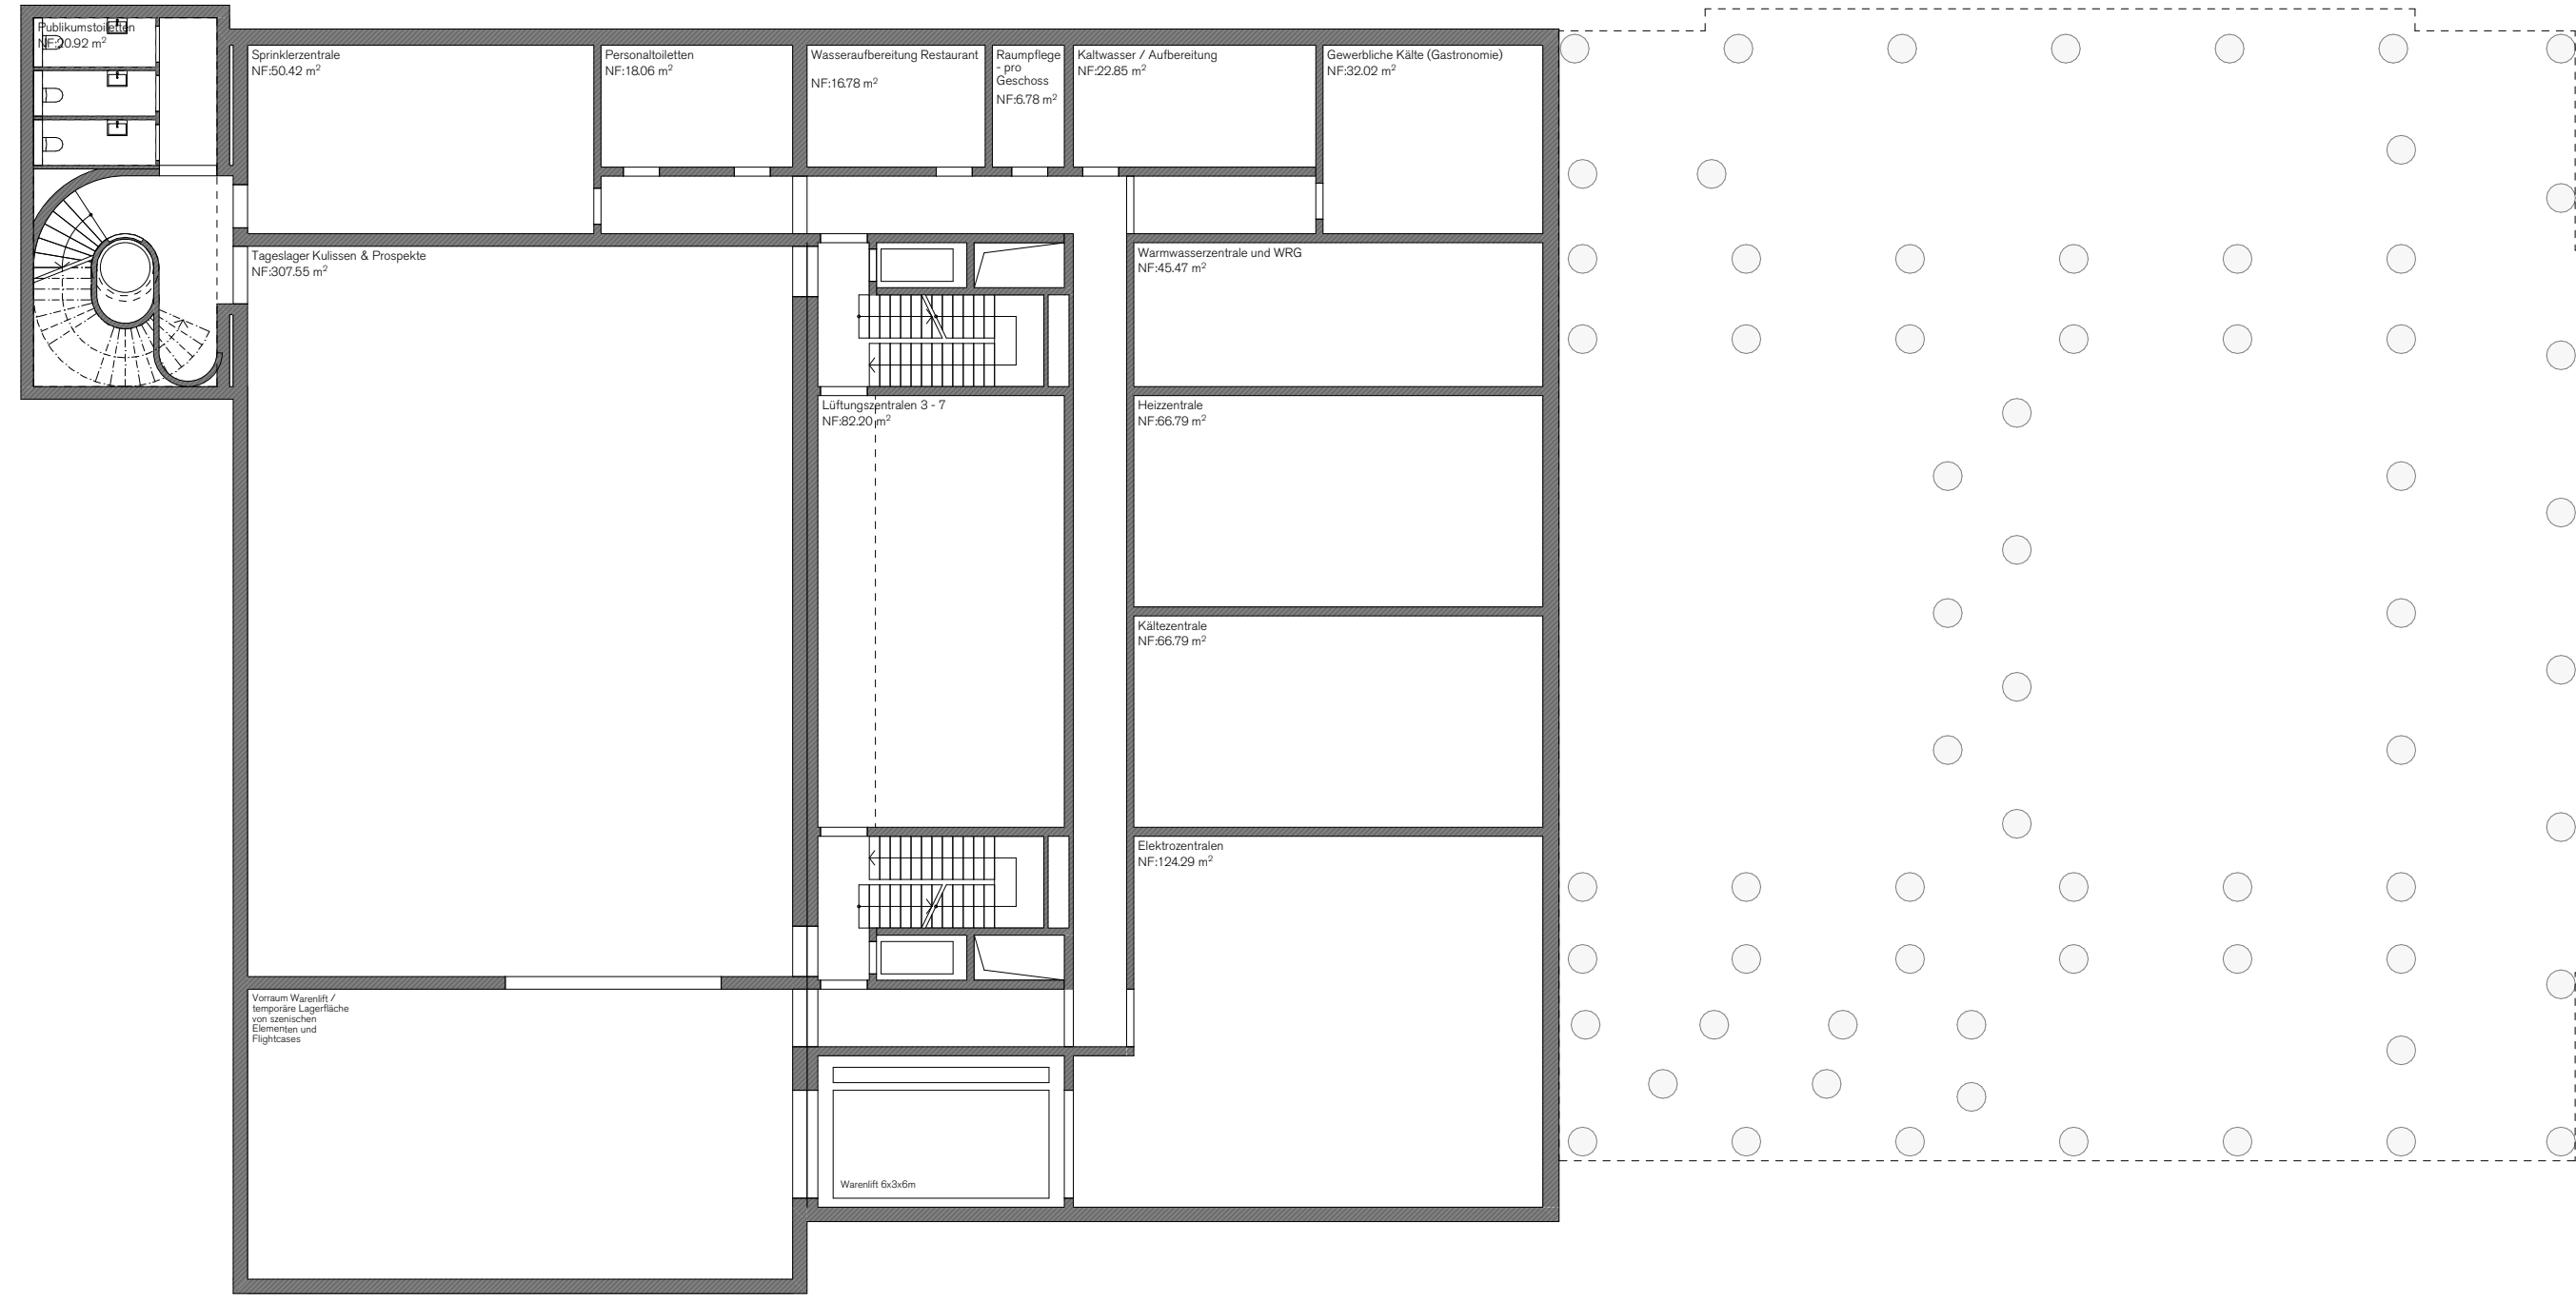 Publikumstoiletten
NF:20.92 m²
Sprinklerzentrale
NF:50.42 m²
Personaltoiletten
NF:18.06 m²
Wasseraufbereitung Restaurant
NF:16.78 m²
Raumpflege
- pro
Geschoss
NF:6.78 m²
Kaltwasser / Aufbereitung
NF:22.85 m²
Gewerbliche Kälte (Gastronomie)
NF:32.02 m²
Tageslager Kulissen & Prospekte
NF:307.55 m²
Warmwasserzentrale und WRG
NF:45.47 m²
Lüftungszentralen 3 - 7
NF:82.20 m²
Heizzentrale
NF:66.79 m²
Kältezentrale
NF:66.79 m²
Elektrozentralen
NF:124.29 m²
Vorraum Warenlift /
temporäre Lagerfläche
von szenischen
Elementen und
Flightcases
Warenlift 6x3x6m